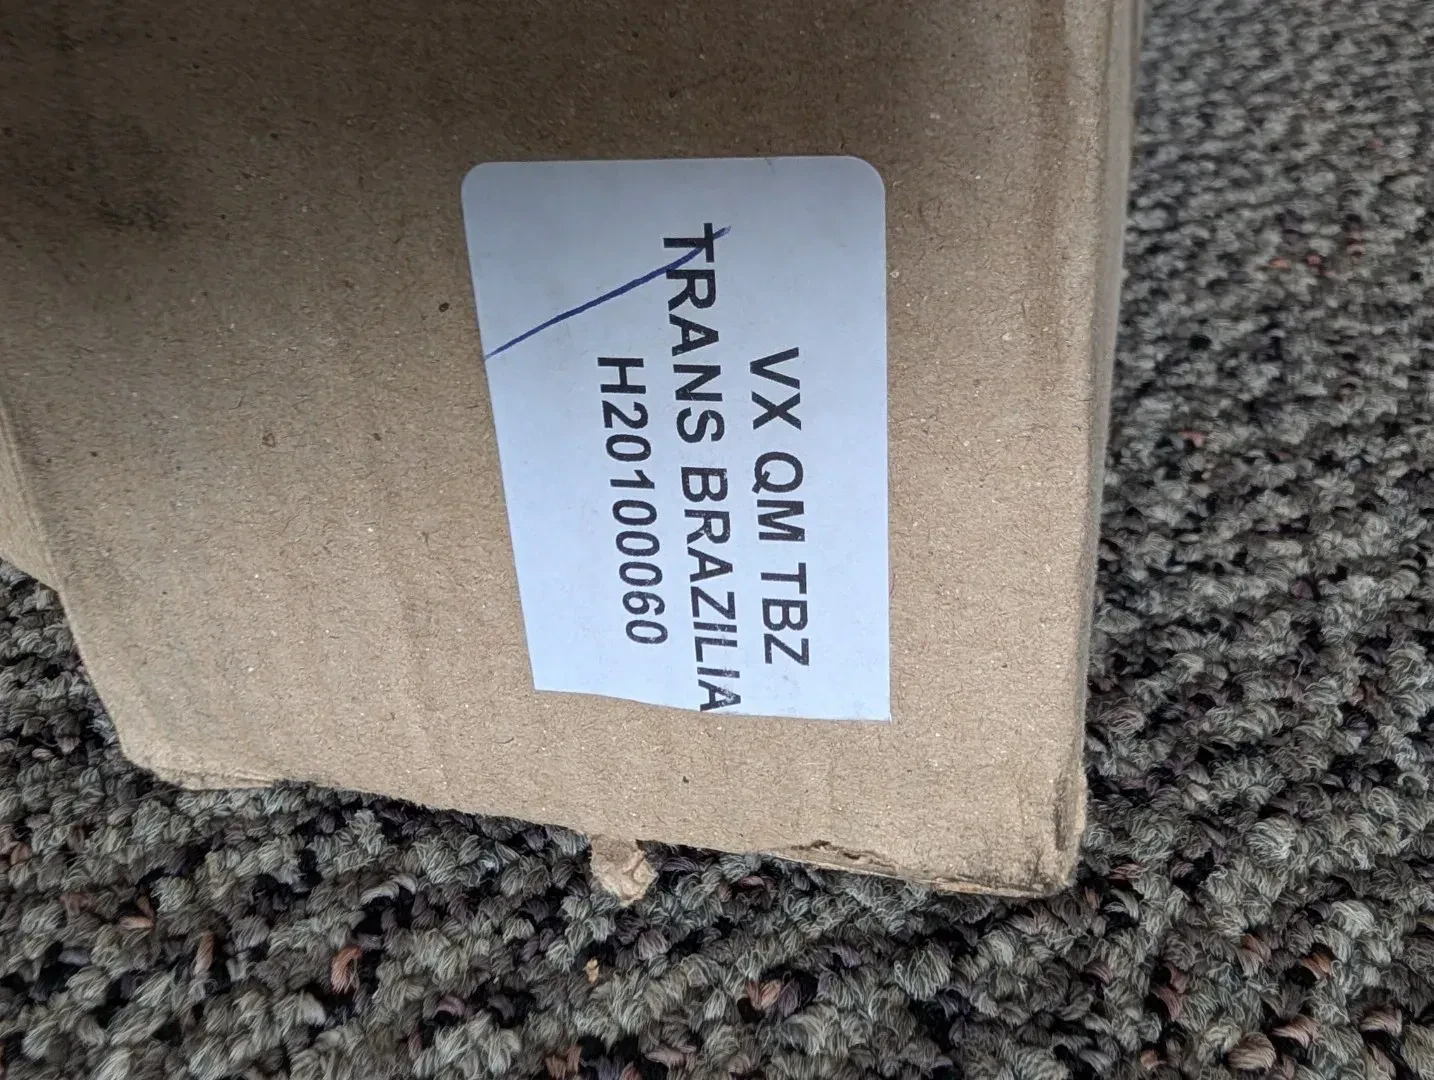 VX QM TBZ
TRANS BRAZILIA
H20100060